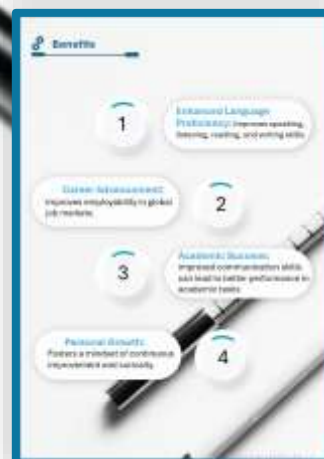 Benefits
1
Enhanced Language
Proficiency: Improves speaking,
listening, reading, and writing skills.
Career Advancement:
Improves employability in global
job markets.
2
3
Academic Success:
Improved communication skills
can lead to better performance in
academic tasks.
Personal Growth:
Fosters a mindset of continuous
improvement and curiosity.
4